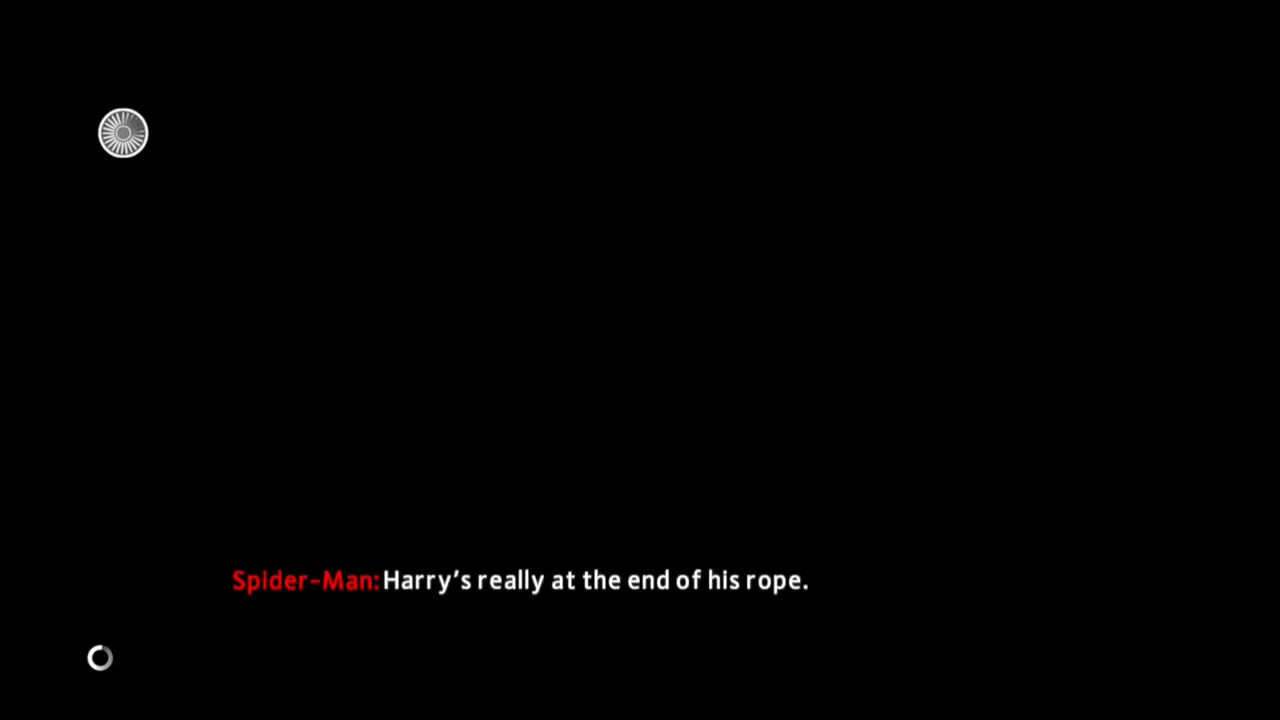 Spider-Man: Harry's really at the end of his rope.